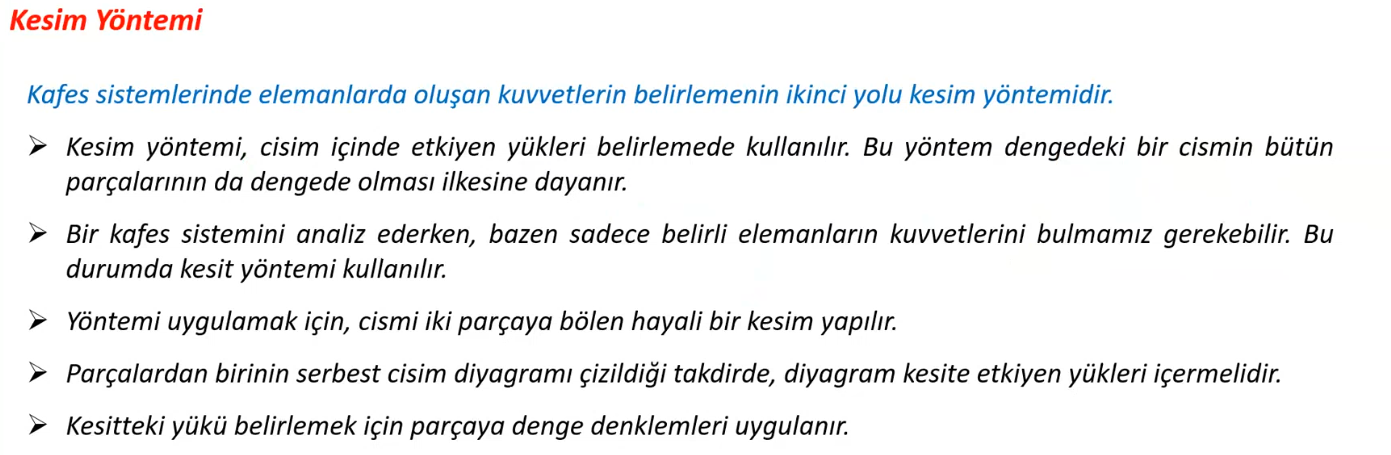 Kesim Yöntemi
Kafes sistemlerinde elemanlarda oluşan kuvvetlerin belirlemenin ikinci yolu kesim yöntemidir.
➢ Kesim yöntemi, cisim içinde etkiyen yükleri belirlemede kullanılır. Bu yöntem dengedeki bir cismin bütün
parçalarının da dengede olması ilkesine dayanır.
➢ Bir kafes sistemini analiz ederken, bazen sadece belirli elemanların kuvvetlerini bulmamız gerekebilir. Bu
durumda kesit yöntemi kullanılır.
➢ Yöntemi uygulamak için, cismi iki parçaya bölen hayali bir kesim yapılır.
➢ Parçalardan birinin serbest cisim diyagramı çizildiği takdirde, diyagram kesite etkiyen yükleri içermelidir.
➢ Kesitteki yükü belirlemek için parçaya denge denklemleri uygulanır.